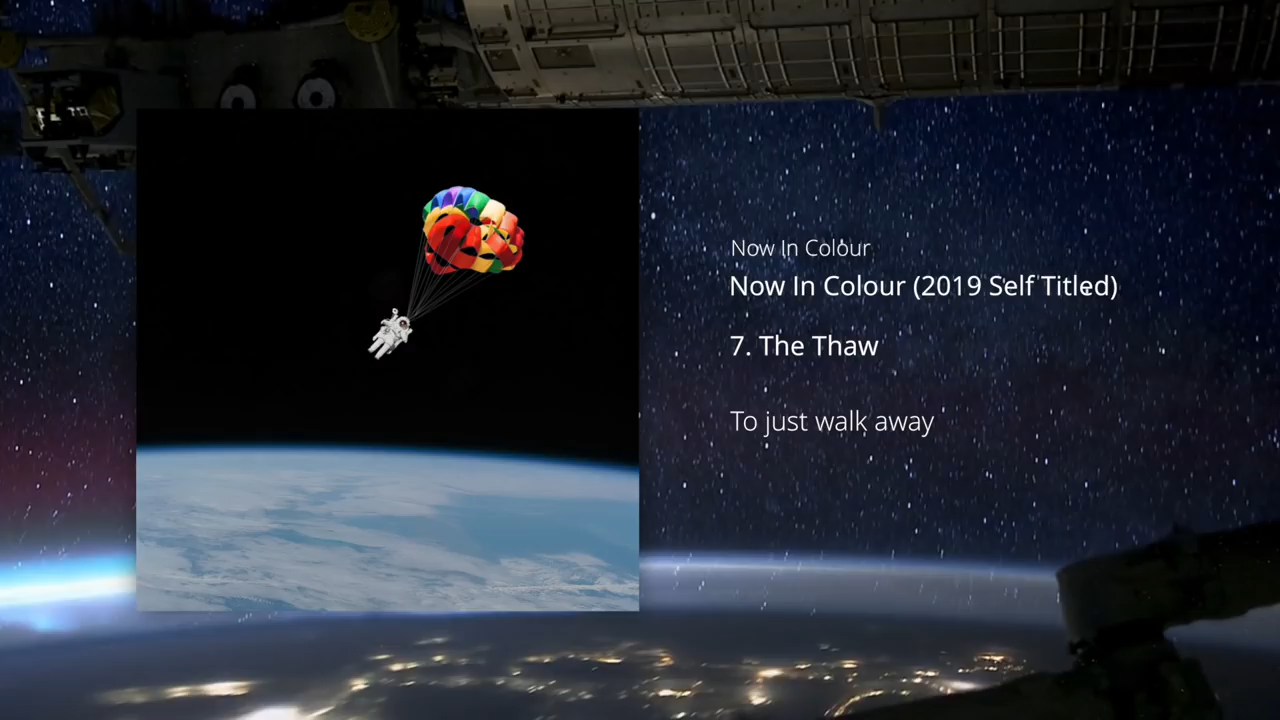 Now In Colour
Now In Colour (2019 Self Titled)
7. The Thaw
To just walk away